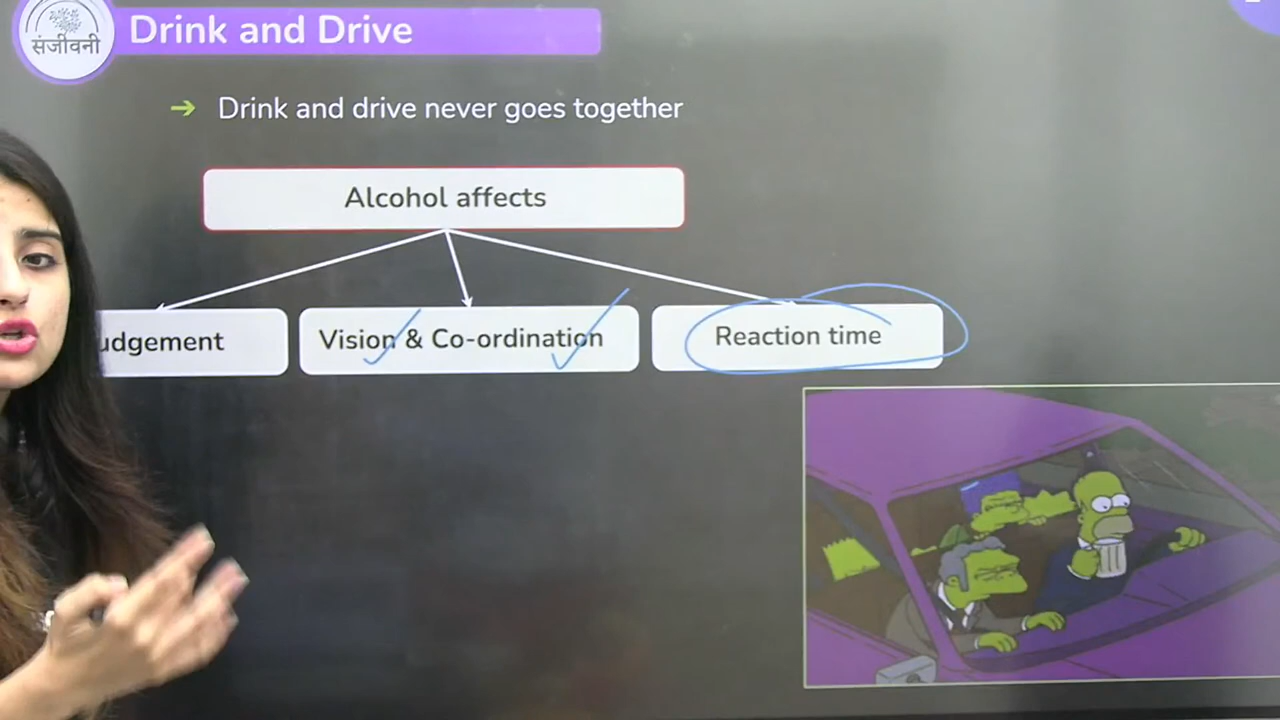 संजीवनी
Drink and Drive
➔ Drink and drive never goes together
Alcohol affects
udgement
Vision & Co-ordination
Reaction time